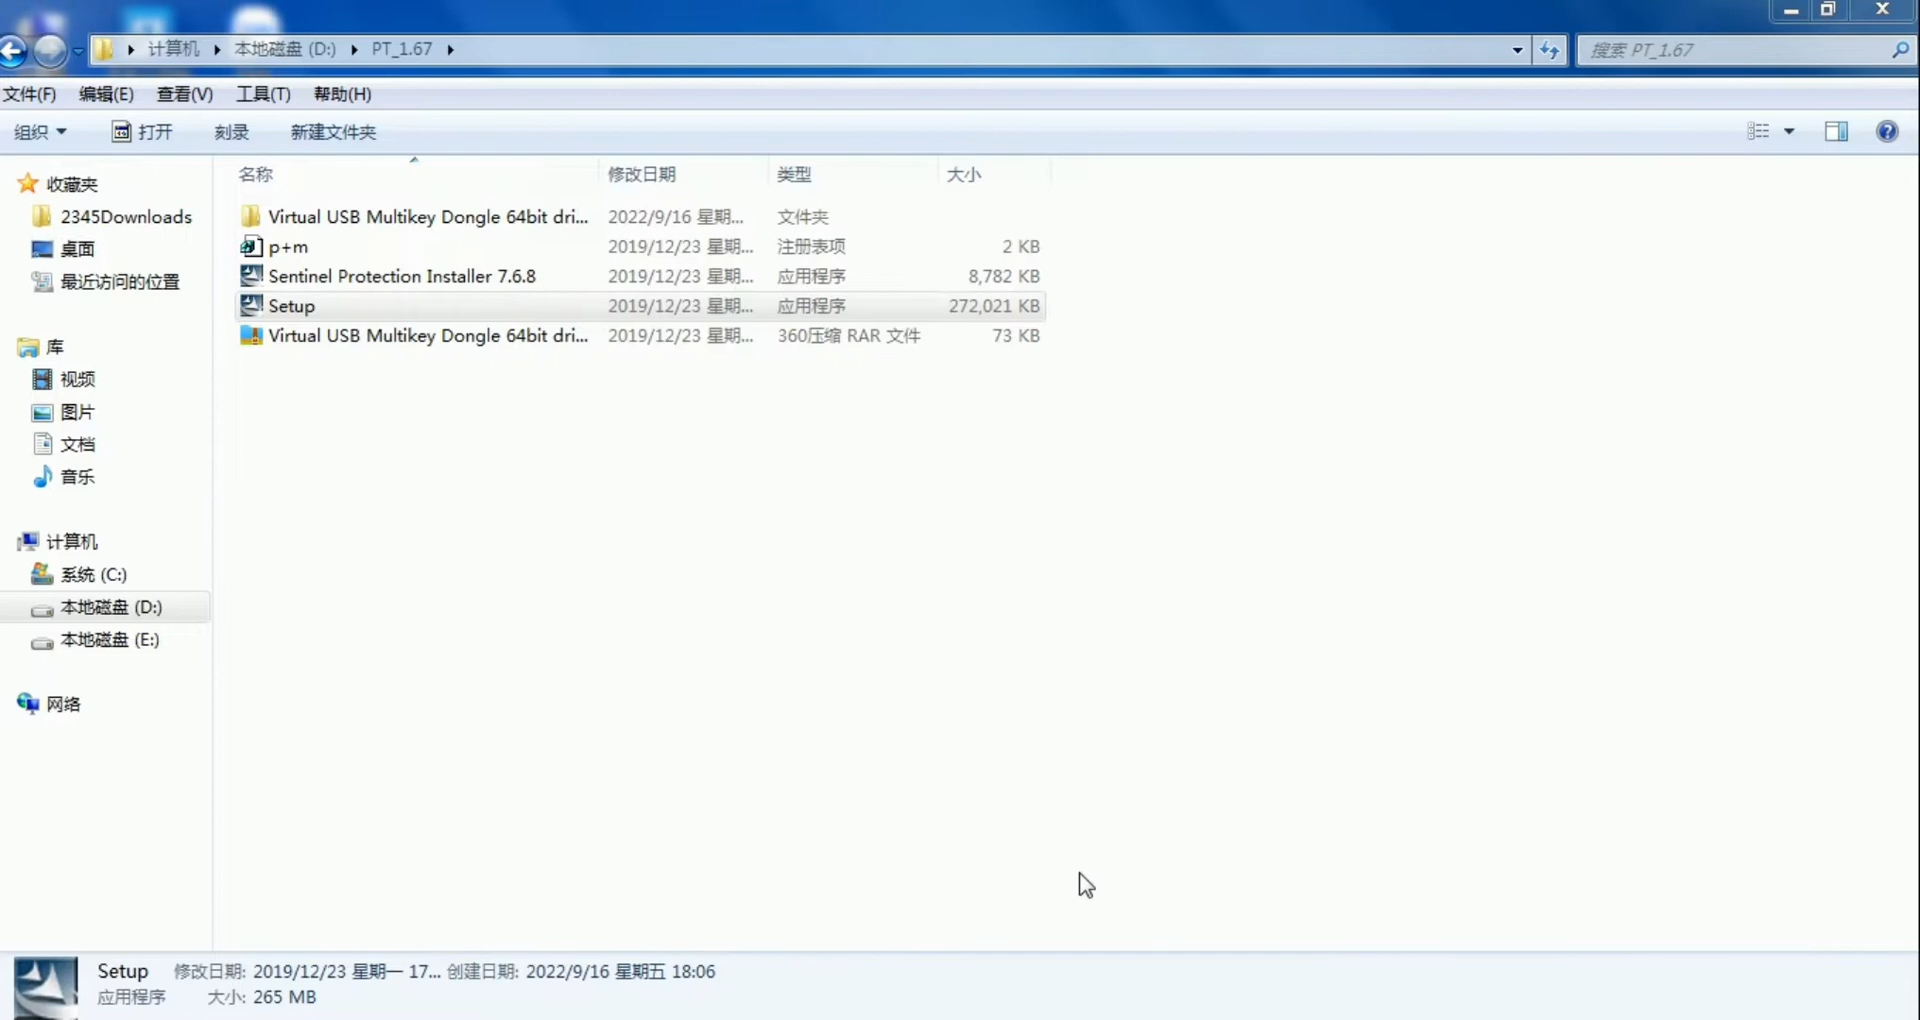 计算机 本地磁盘 (D:) PT_1.67 搜索 PT_1.67
文件(F) 编辑(E) 查看(V) 工具(T) 帮助(H)
组织 打开 刻录 新建文件夹
名称 修改日期 类型 大小
收藏夹
2345Downloads
桌面
最近访问的位置
库
视频
图片
文档
音乐
计算机
系统 (C:)
本地磁盘 (D:)
本地磁盘 (E:)
网络
Virtual USB Multikey Dongle 64bit dri... 2022/9/16 星期... 文件夹
p+m 2019/12/23 星期... 注册表项 2 KB
Sentinel Protection Installer 7.6.8 2019/12/23 星期... 应用程序 8,782 KB
Setup 2019/12/23 星期... 应用程序 272,021 KB
Virtual USB Multikey Dongle 64bit dri... 2019/12/23 星期... 360压缩 RAR 文件 73 KB
Setup 修改日期: 2019/12/23 星期一 17... 创建日期: 2022/9/16 星期五 18:06
应用程序 大小: 265 MB